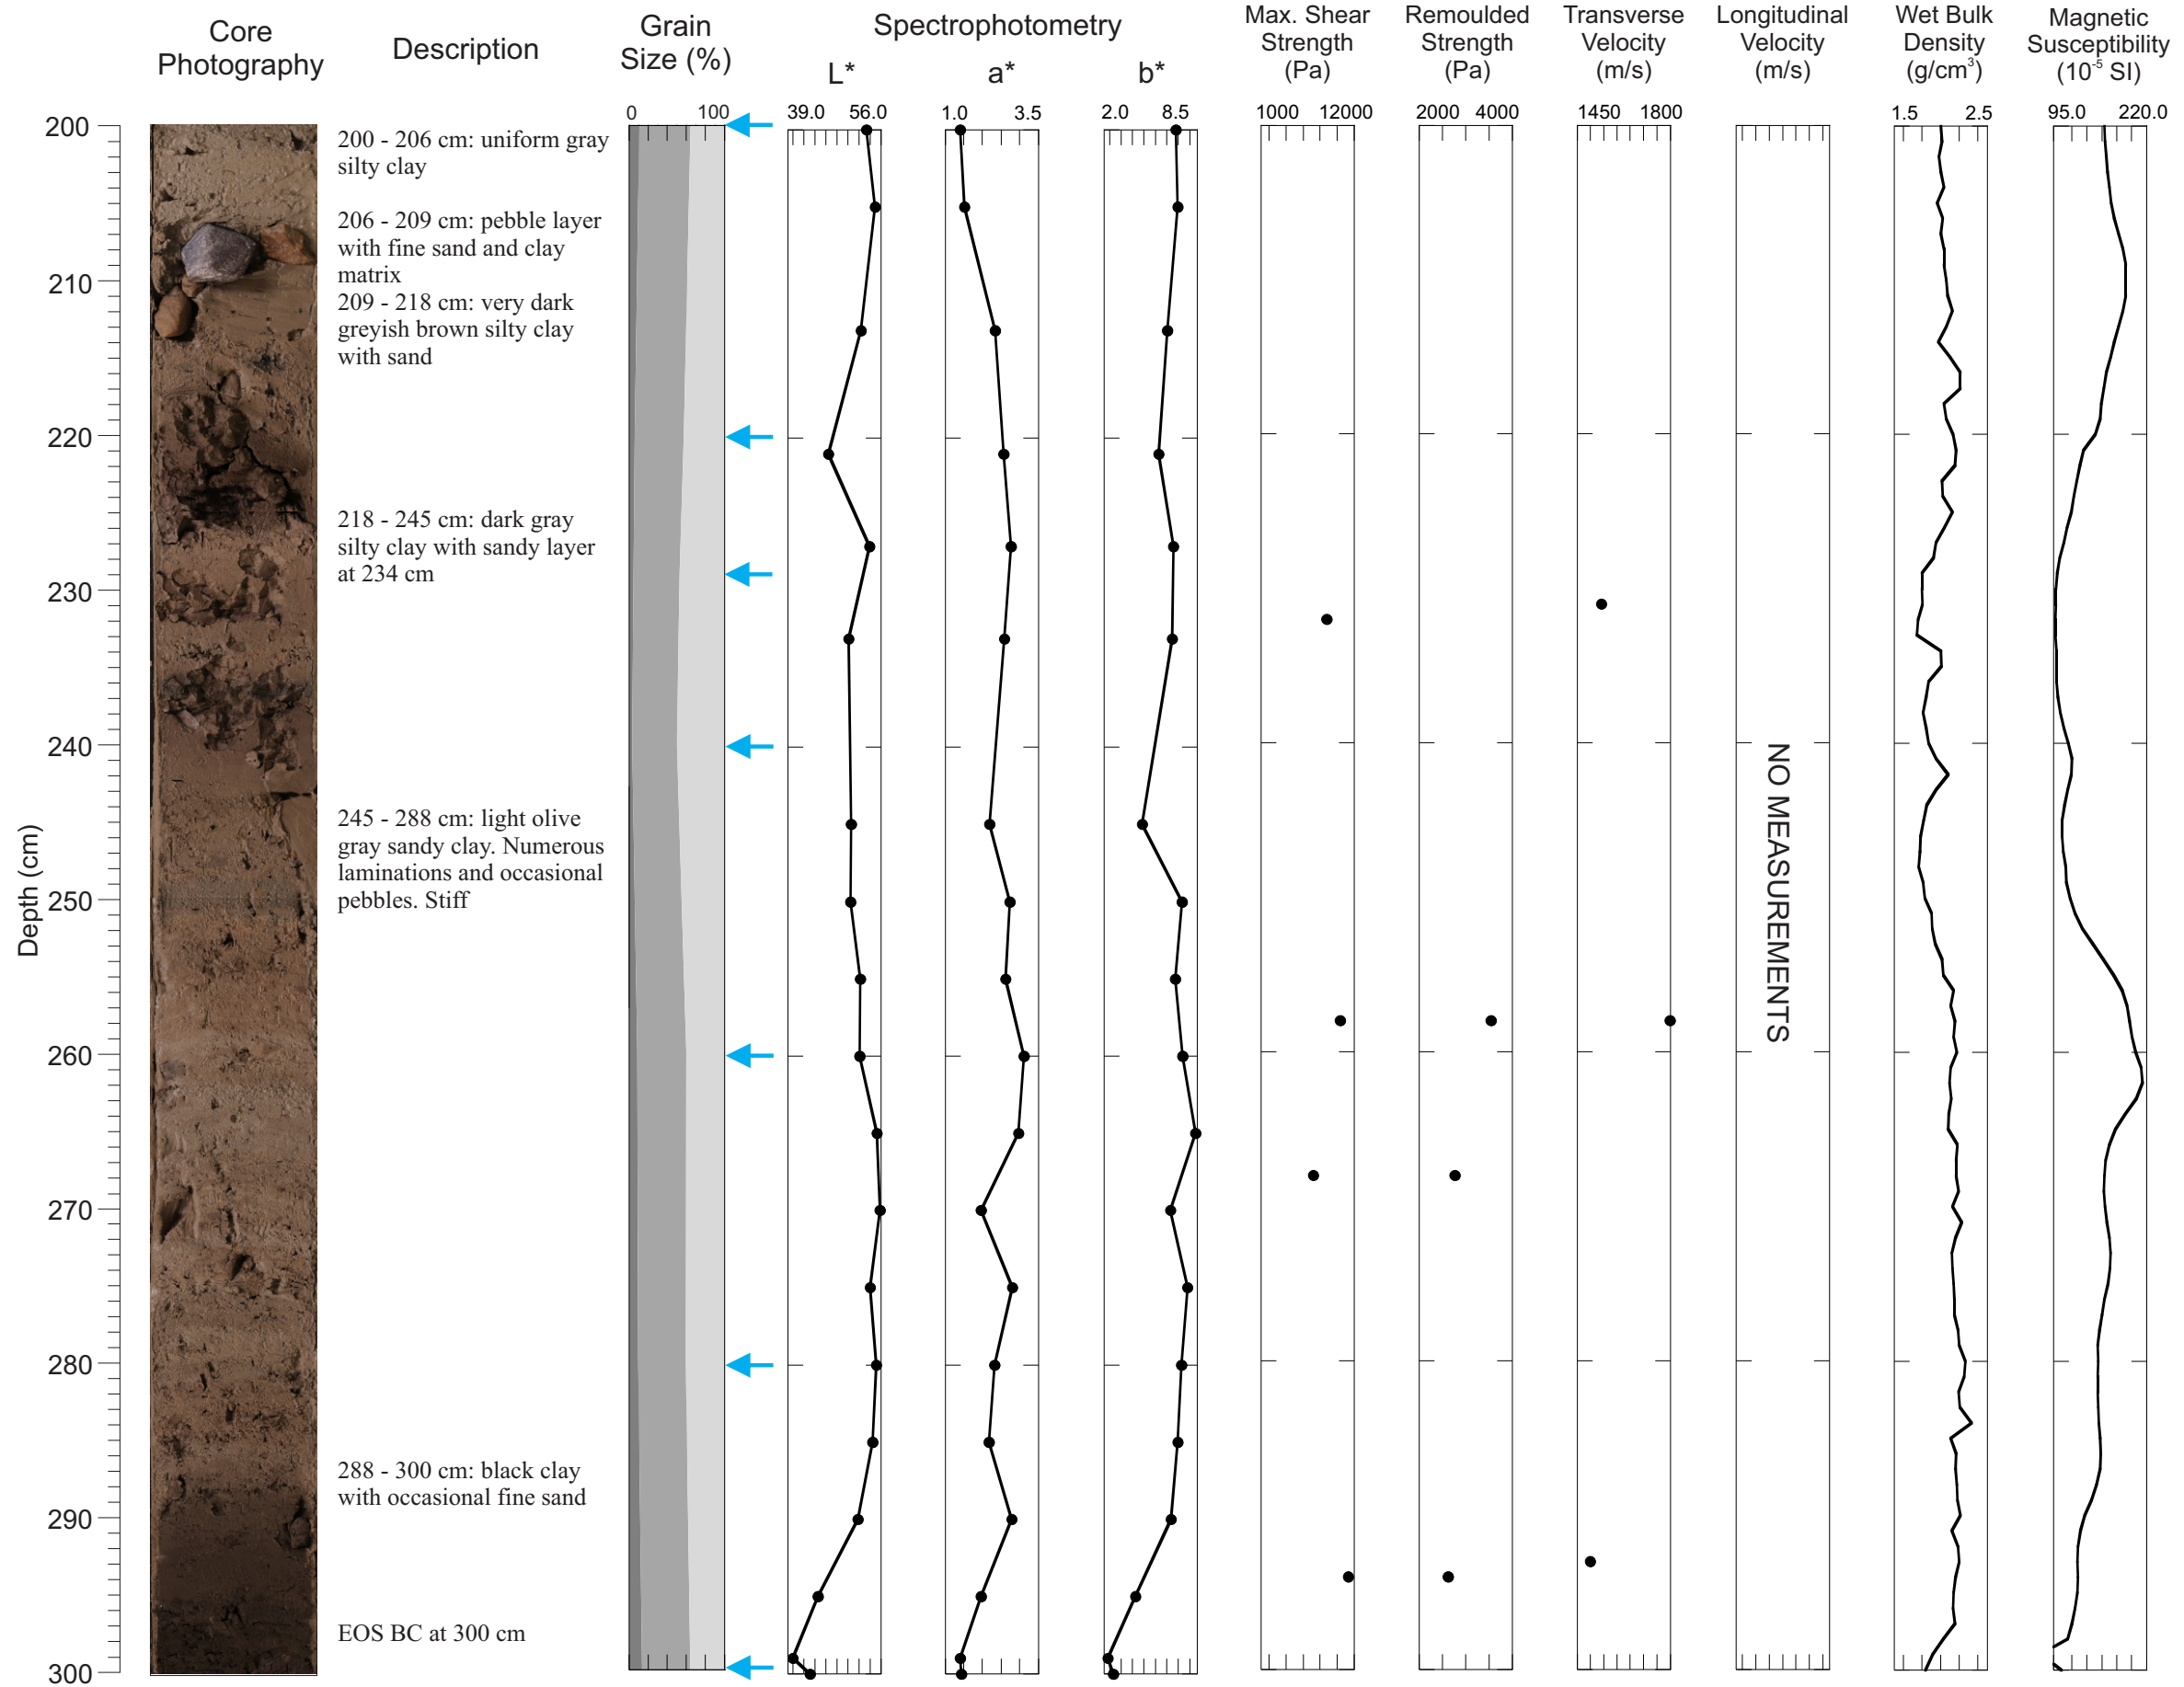 Core
Photography
Description
Grain
Size (%)
Spectrophotometry
L*
a*
b*
Max. Shear
Strength
(Pa)
Remoulded
Strength
(Pa)
Transverse
Velocity
(m/s)
Longitudinal
Velocity
(m/s)
Wet Bulk
Density
(g/cm³)
Magnetic
Susceptibility
(10⁻⁵ SI)
0 100
39.0 56.0
1.0 3.5
2.0 8.5
1000 12000
2000 4000
1450 1800
1.5 2.5
95.0 220.0
Depth (cm)
200
210
220
230
240
250
260
270
280
290
300
200 - 206 cm: uniform gray
silty clay
206 - 209 cm: pebble layer
with fine sand and clay
matrix
209 - 218 cm: very dark
greyish brown silty clay
with sand
218 - 245 cm: dark gray
silty clay with sandy layer
at 234 cm
245 - 288 cm: light olive
gray sandy clay. Numerous
laminations and occasional
pebbles. Stiff
288 - 300 cm: black clay
with occasional fine sand
EOS BC at 300 cm
NO MEASUREMENTS